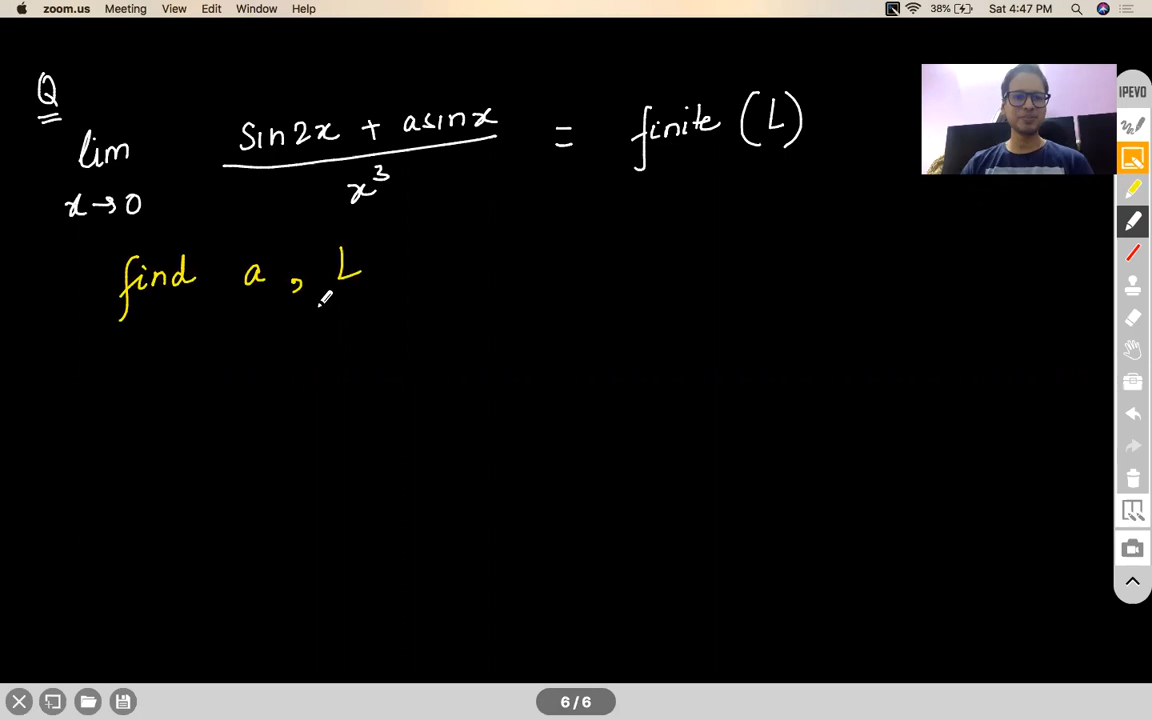 zoom.us Meeting View Edit Window Help 38% Sat 4:47 PM
Q
lim x→0 (sin2x + asinx)/x³ = finite (L)
find a, L
IPEVO
6 / 6